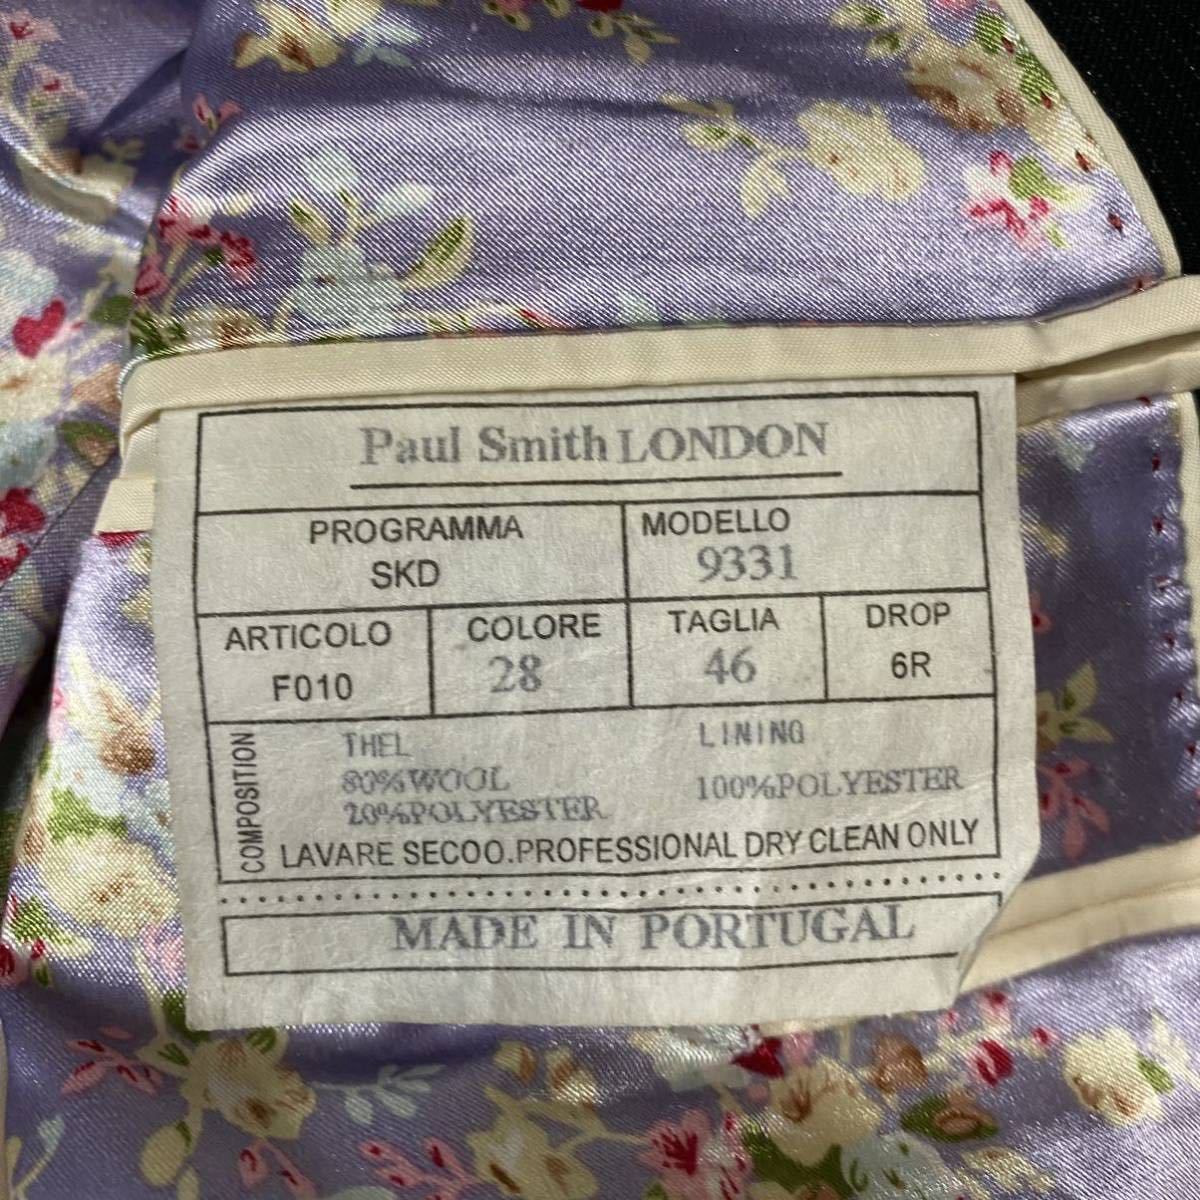 Paul Smith LONDON
PROGRAMMA
SKD
MODELLO
9331
ARTICOLO
F010
COLORE
28
TAGLIA
46
DROP
6R
COMPOSITION
THEL
80%WOOL
20%POLYESTER
LINING
100%POLYESTER
LAVARE SECOO.PROFESSIONAL DRY CLEAN ONLY
MADE IN PORTUGAL